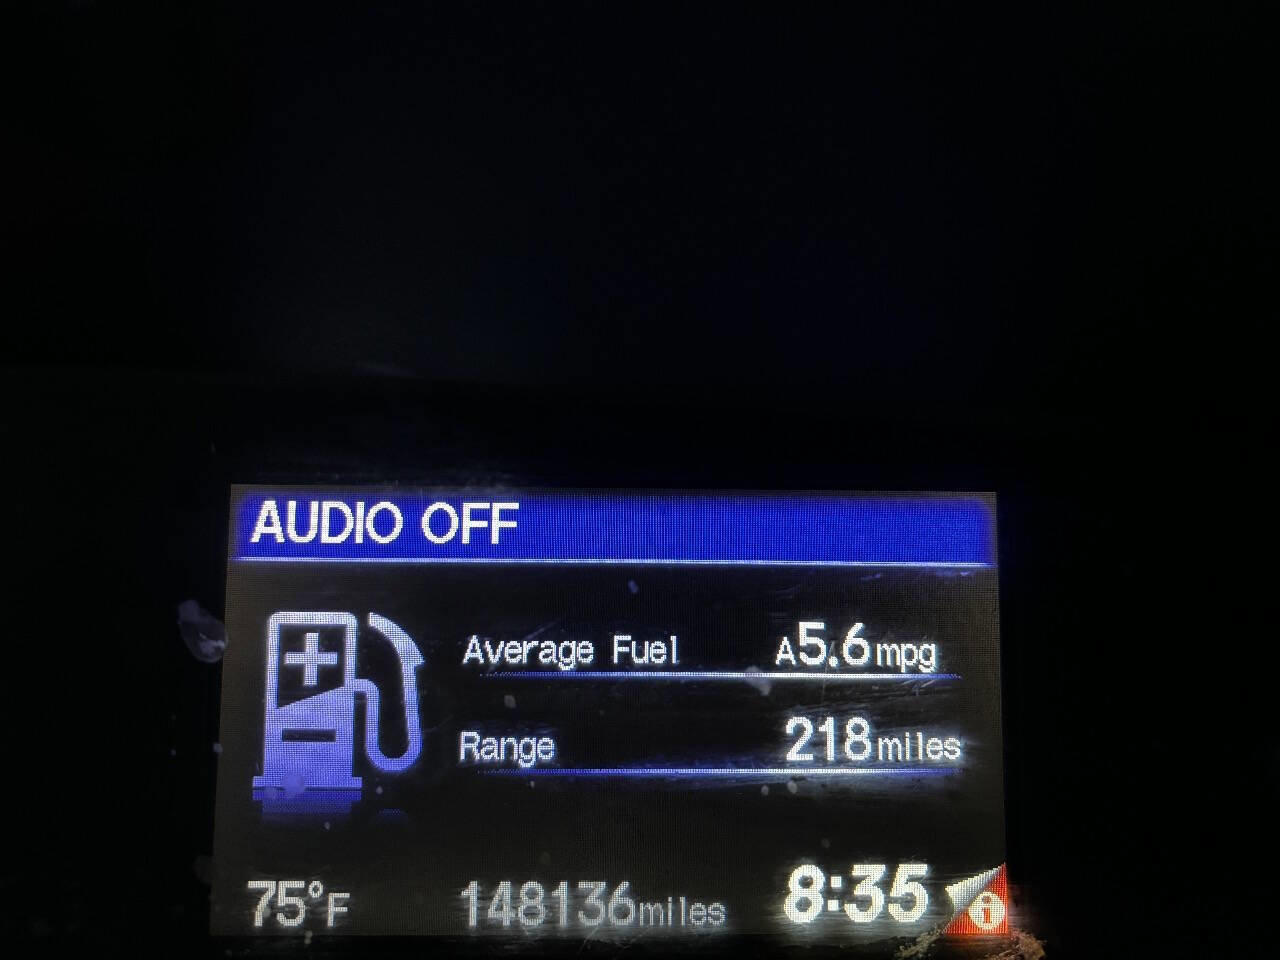 AUDIO OFF
Average Fuel A5.6mpg
Range 218miles
75°F 148136miles 8:35 i